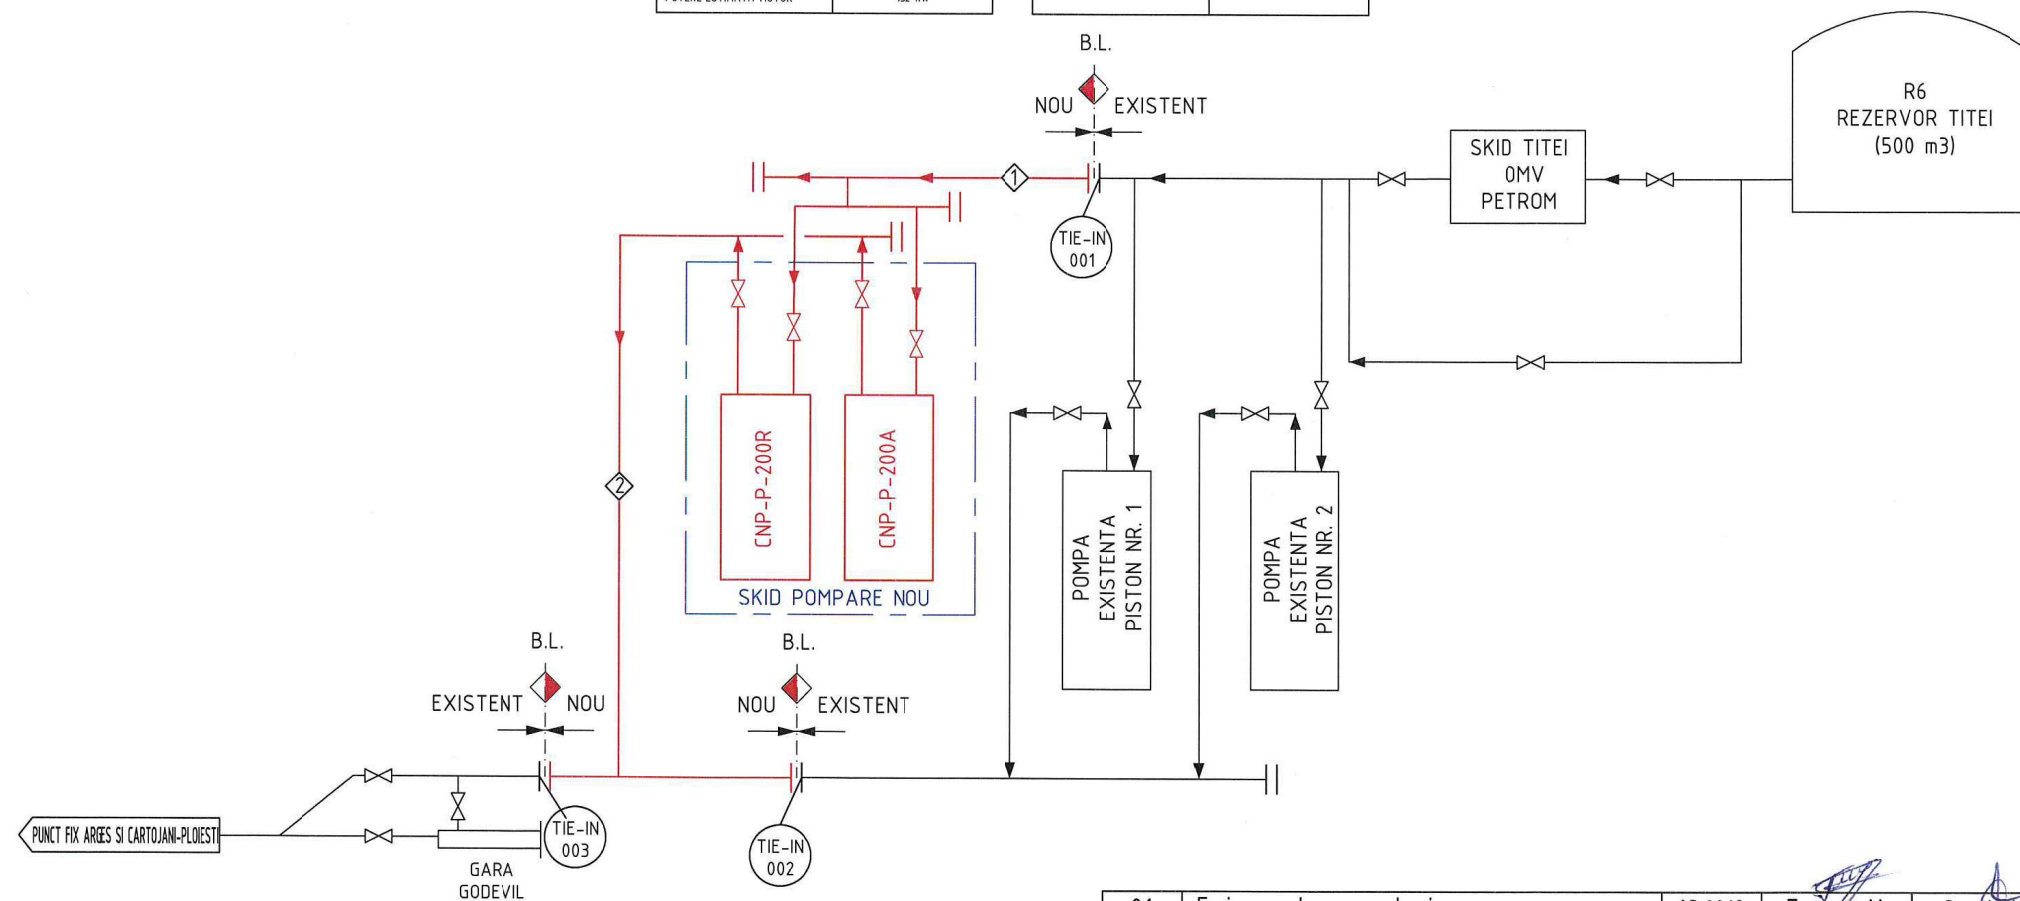 B.L.
NOU EXISTENT
R6
REZERVOR TITEI
(500 m3)
SKID TITEI
OMV
PETROM
1
TIE-IN
001
CNP-P-200R
CNP-P-200A
SKID POMPARE NOU
2
POMPA
EXISTENTA
PISTON NR. 1
POMPA
EXISTENTA
PISTON NR. 2
B.L.
EXISTENT NOU
B.L.
NOU EXISTENT
PUNCT FIX ARGES SI CARTOJANI-PLOIESTI
TIE-IN
003
TIE-IN
002
GARA
GODEVIL